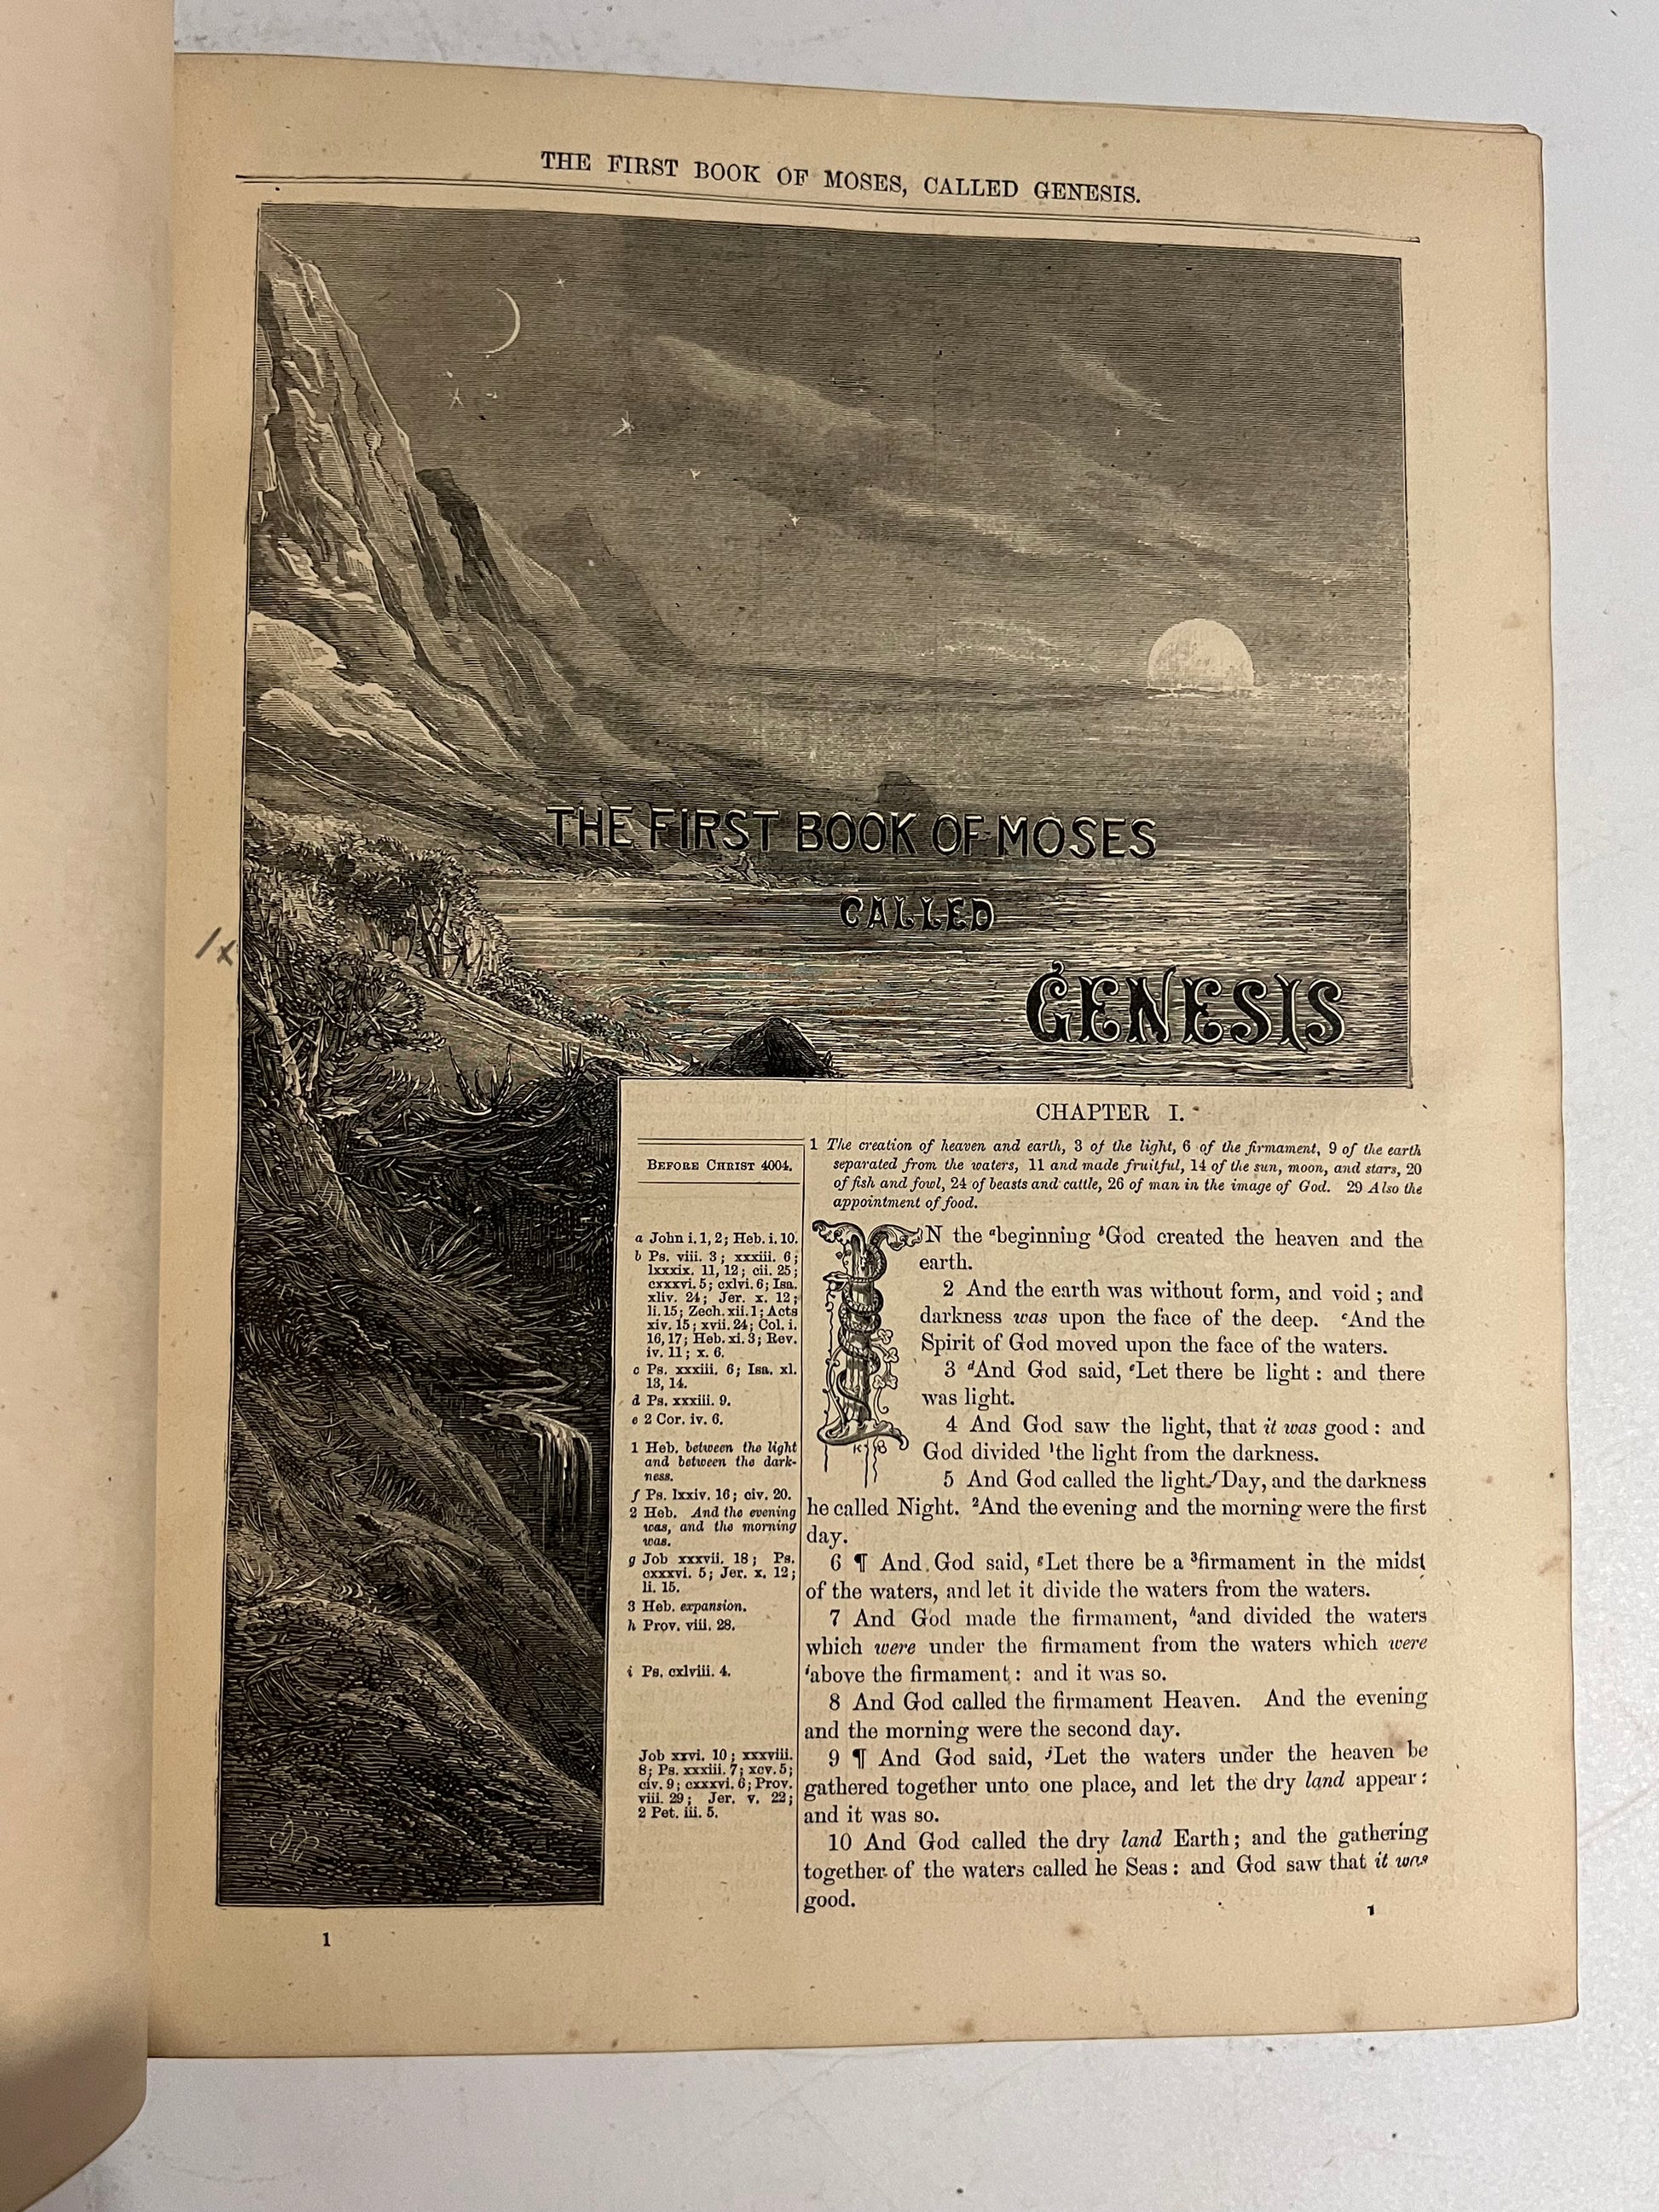 THE FIRST BOOK OF MOSES, CALLED GENESIS.
THE FIRST BOOK OF MOSES
CALLED
GENESIS
1x
CHAPTER I.
BEFORE CHRIST 4004.
a John i. 1, 2; Heb. i. 10.
b Ps. viii. 3; xxxiii. 6;
lxxxix. 11, 12; cii. 25;
cxxxvi. 5; cxlvi. 6; Isa.
xliv. 24; Jer. x. 12;
li. 15; Zech. xii. 1; Acts
xiv. 15; xvii. 24; Col. i.
16, 17; Heb. xi. 3; Rev.
iv. 11; x. 6.
c Ps. xxxiii. 6; Isa. xl.
13, 14.
d Ps. xxxiii. 9.
e 2 Cor. iv. 6.
1 Heb. between the light
and between the dark-
ness.
f Ps. lxxiv. 16; civ. 20.
2 Heb. And the evening
was, and the morning
was.
g Job xxxvii. 18; Ps.
cxxxvi. 5; Jer. x. 12;
li. 15.
3 Heb. expansion.
h Prov. viii. 28.
i Ps. cxlviii. 4.
Job xxvi. 10; xxxviii.
8; Ps. xxxiii. 7; xcv. 5;
civ. 9; cxxxvi. 6; Prov.
viii. 29; Jer. v. 22;
2 Pet. iii. 5.
1 The creation of heaven and earth, 3 of the light, 6 of the firmament, 9 of the earth
separated from the waters, 11 and made fruitful, 14 of the sun, moon, and stars, 20
of fish and fowl, 24 of beasts and cattle, 26 of man in the image of God. 29 Also the
appointment of food.
IN the ᵃbeginning ᵇGod created the heaven and the
earth.
2 And the earth was without form, and void; and
darkness was upon the face of the deep. ᶜAnd the
Spirit of God moved upon the face of the waters.
3 ᵈAnd God said, ᵉLet there be light: and there
was light.
4 And God saw the light, that it was good: and
God divided ¹the light from the darkness.
5 And God called the light ᶠDay, and the darkness
he called Night. ²And the evening and the morning were the first
day.
6 ¶ And God said, ᵍLet there be a ³firmament in the midst
of the waters, and let it divide the waters from the waters.
7 And God made the firmament, ʰand divided the waters
which were under the firmament from the waters which were
ⁱabove the firmament: and it was so.
8 And God called the firmament Heaven. And the evening
and the morning were the second day.
9 ¶ And God said, ʲLet the waters under the heaven be
gathered together unto one place, and let the dry land appear:
and it was so.
10 And God called the dry land Earth; and the gathering
together of the waters called he Seas: and God saw that it was
good.
K B
1
1